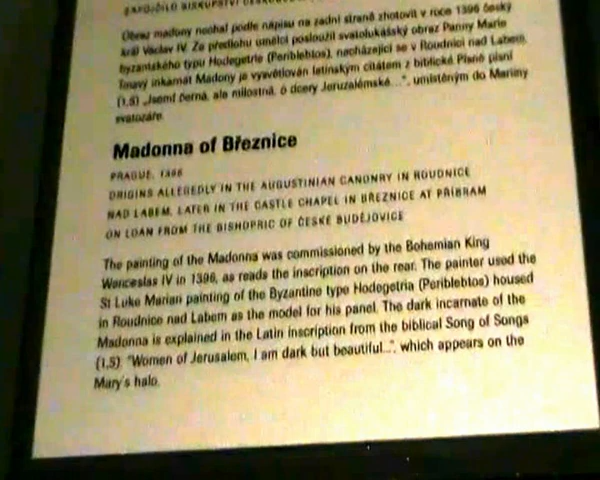 ZAPŮJČILO BISKUPSTVÍ
Obraz madony nechal podle nápisu na zadní straně zhotovit v roce 1396 český
král Václav IV. Za předlohu umělci posloužil svatolukášský obraz Panny Marie
byzantského typu Hodegetrie (Peribleblos), nacházející se v Roudnici nad Labem.
Tmavý inkarnát Madony je vysvětlován latinským citátem z biblické Písně písní
(1,5) „Jsem! černá, ale milostná, ó dcery Jeruzalémské...", umístěným do Mariiny
svatozáře.
Madonna of Březnice
PRAGUE, 1396
ORIGINS ALLEGEDLY IN THE AUGUSTINIAN CANONRY IN ROUDNICE
NAD LABEM, LATER IN THE CASTLE CHAPEL IN BŘEZNICE AT PŘÍBRAM
ON LOAN FROM THE BISHOPRIC OF ČESKÉ BUDĚJOVICE
The painting of the Madonna was commissioned by the Bohemian King
Wenceslas IV in 1396, as reads the inscription on the rear. The painter used the
St Luke Marian painting of the Byzantine type Hodegetria (Peribleblos) housed
in Roudnice nad Labem as the model for his panel. The dark incarnate of the
Madonna is explained in the Latin inscription from the biblical Song of Songs
(1,5) "Women of Jerusalem, I am dark but beautiful...", which appears on the
Mary's halo.